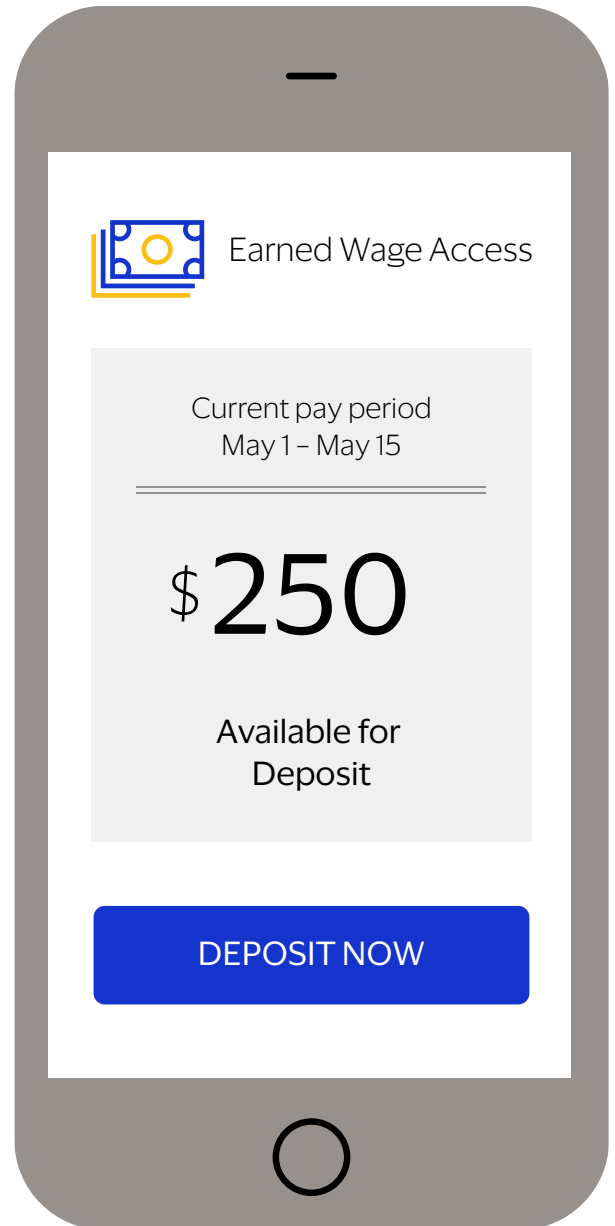 Earned Wage Access
Current pay period
May 1 – May 15
$250
Available for
Deposit
DEPOSIT NOW